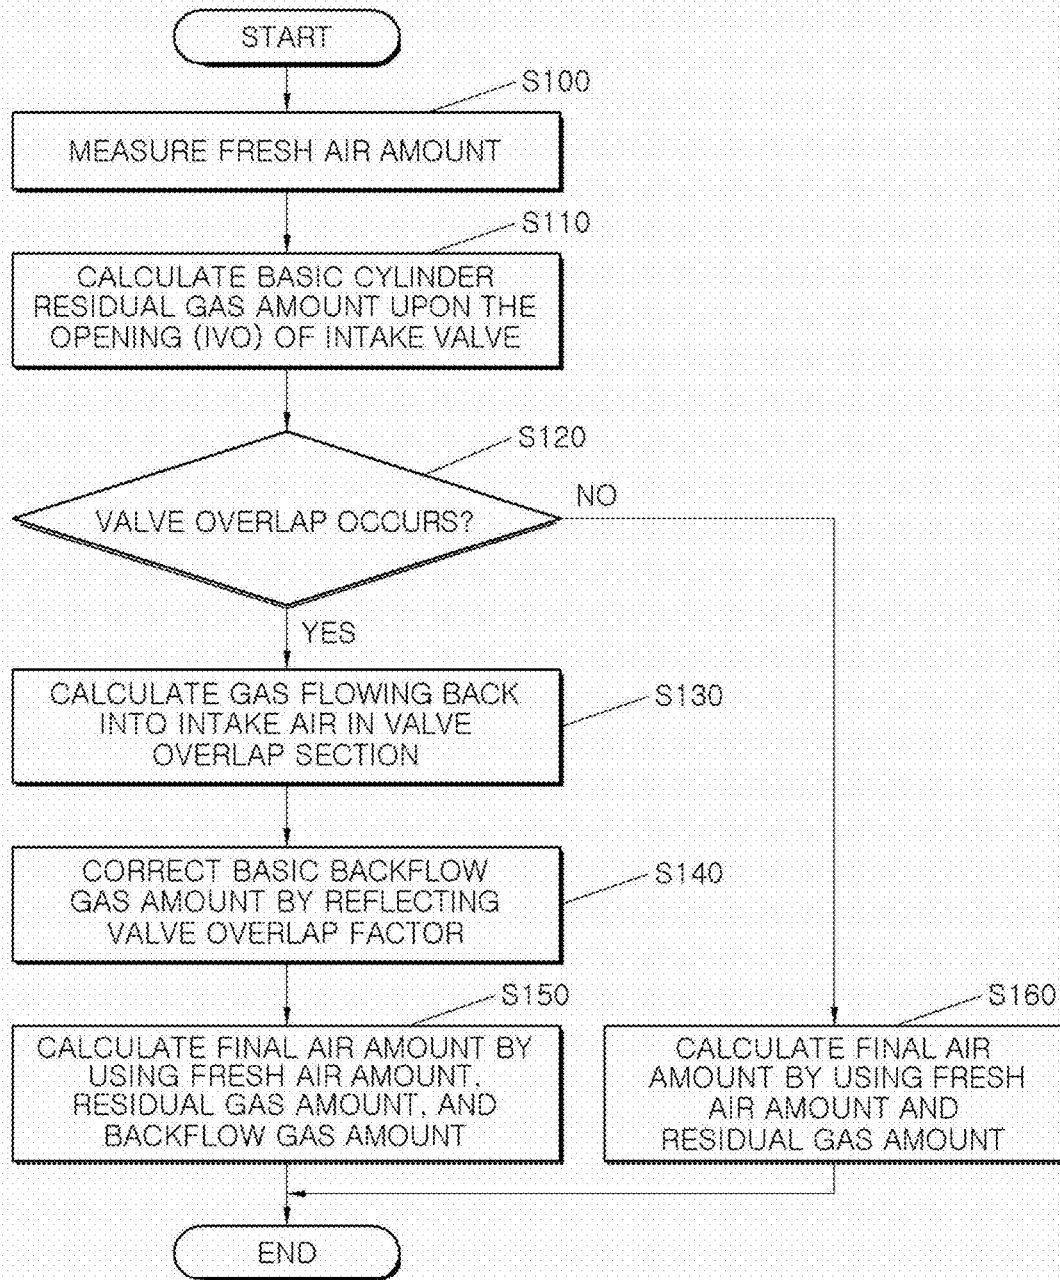 START
S100
MEASURE FRESH AIR AMOUNT
S110
CALCULATE BASIC CYLINDER
RESIDUAL GAS AMOUNT UPON THE
OPENING (IVO) OF INTAKE VALVE
S120
VALVE OVERLAP OCCURS?
NO
YES
CALCULATE GAS FLOWING BACK
INTO INTAKE AIR IN VALVE
OVERLAP SECTION
S130
CORRECT BASIC BACKFLOW
GAS AMOUNT BY REFLECTING
VALVE OVERLAP FACTOR
S140
S150
CALCULATE FINAL AIR AMOUNT BY
USING FRESH AIR AMOUNT,
RESIDUAL GAS AMOUNT, AND
BACKFLOW GAS AMOUNT
S160
CALCULATE FINAL AIR
AMOUNT BY USING FRESH
AIR AMOUNT AND
RESIDUAL GAS AMOUNT
END